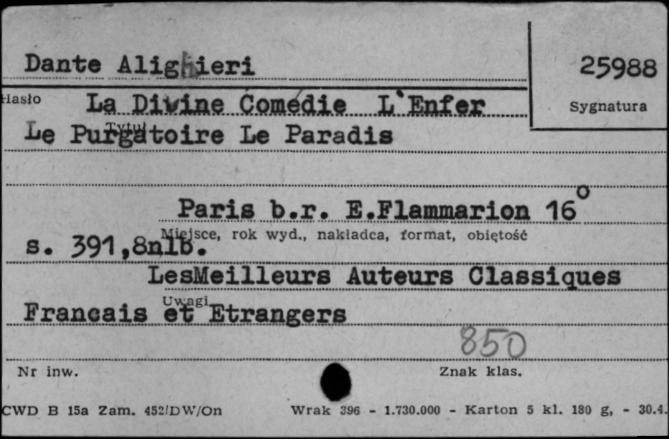 Dante Alighieri
25988
Hasło
La Divine Comédie L'Enfer
Sygnatura
Tytuł
Le Purgatoire Le Paradis
Paris b.r. E.Flammarion 16°
Miejsce, rok wyd., nakładca, format, objętość
s. 391,8nlb.
LesMeilleurs Auteurs Classiques
Uwagi
Francais et Etrangers
850
Nr inw.
Znak klas.
CWD B 15a Zam. 452/DW/On
Wrak 396 - 1.730.000 - Karton 5 kl. 180 g, - 30.4.